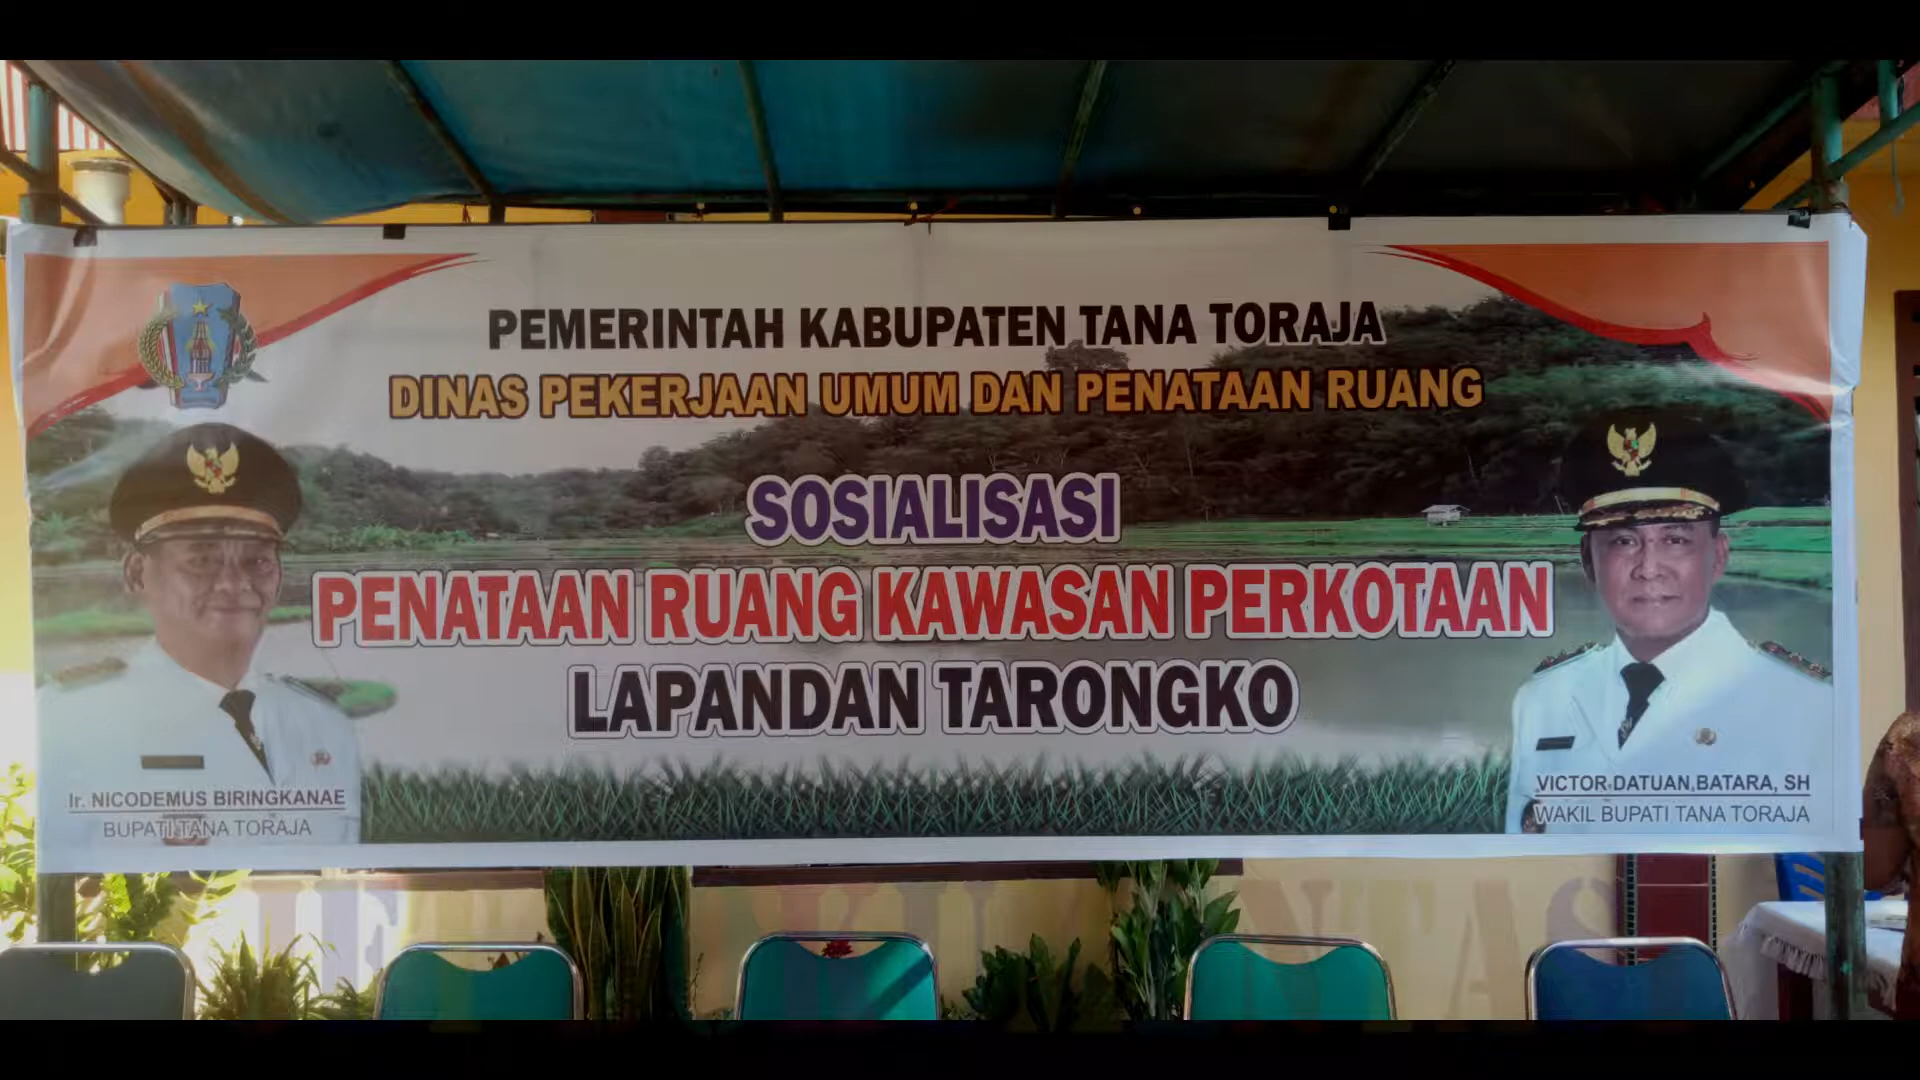 PEMERINTAH KABUPATEN TANA TORAJA
DINAS PEKERJAAN UMUM DAN PENATAAN RUANG
SOSIALISASI
PENATAAN RUANG KAWASAN PERKOTAAN
LAPANDAN TARONGKO
Ir. NICODEMUS BIRINGKANAE
BUPATI TANA TORAJA
VICTOR DATUAN BATARA, SH
WAKIL BUPATI TANA TORAJA